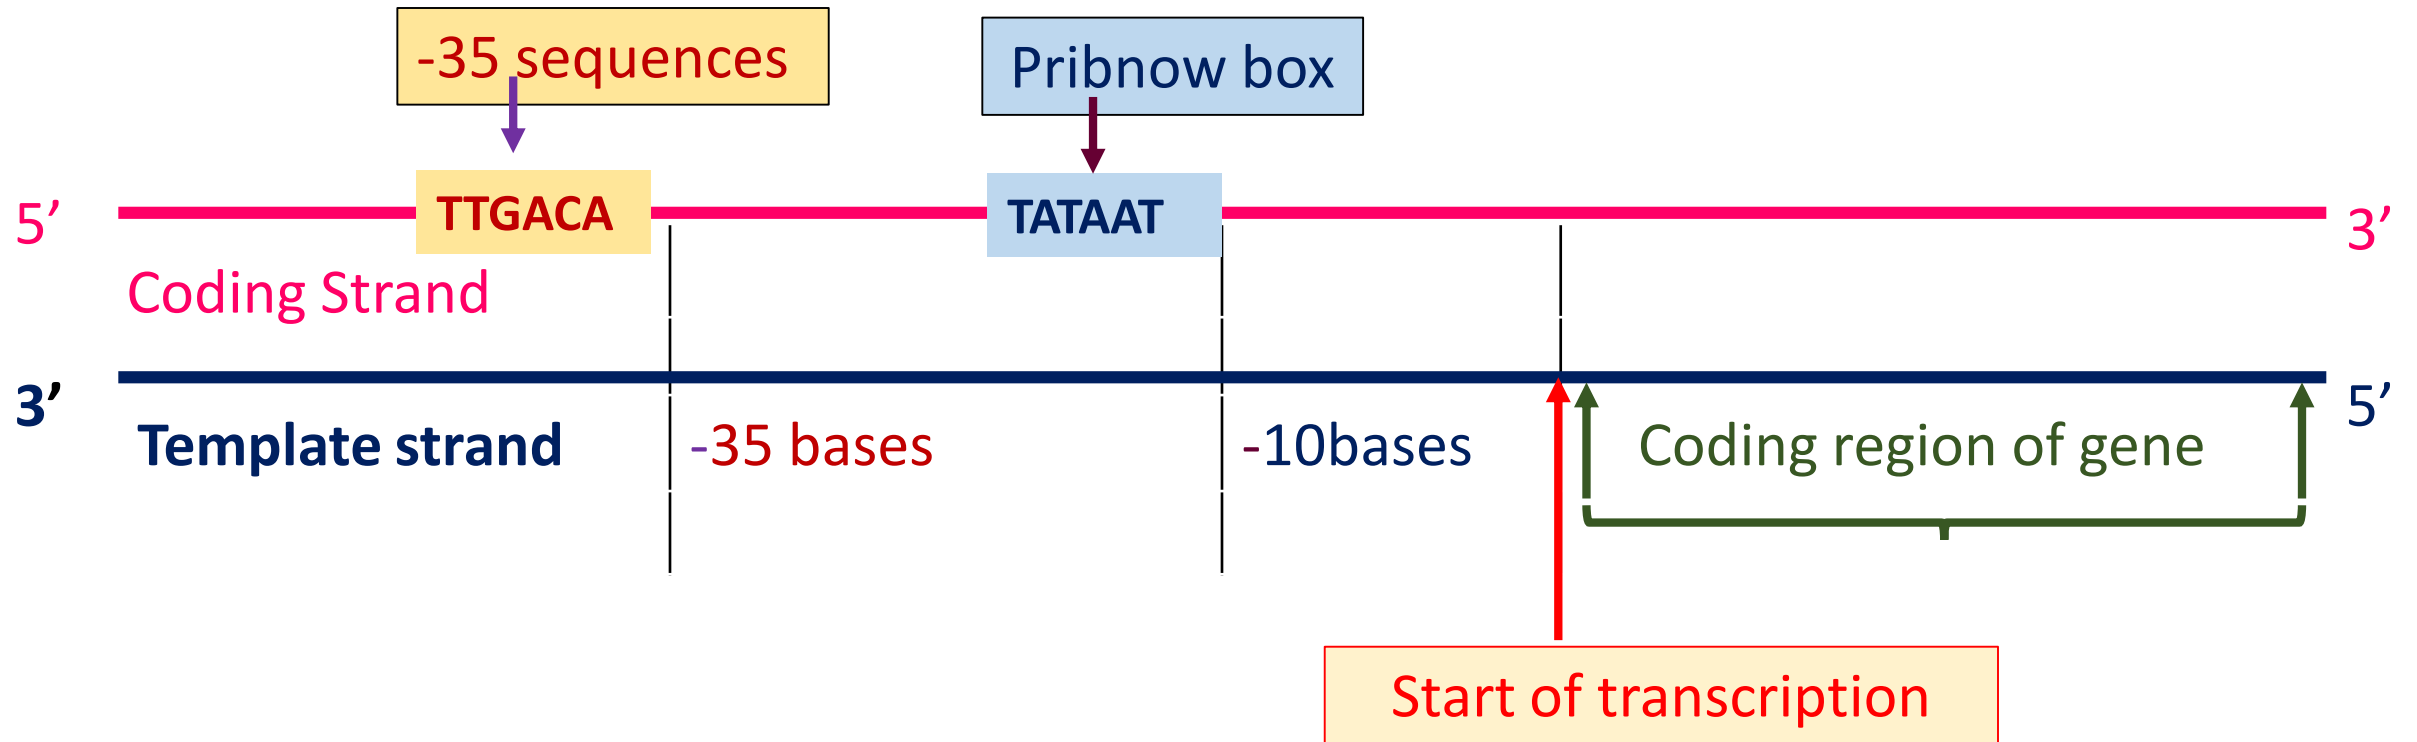 -35 sequences
Pribnow box
5’
TTGACA
TATAAT
3’
Coding Strand
3’
5’
Template strand
-35 bases
-10bases
Coding region of gene
Start of transcription